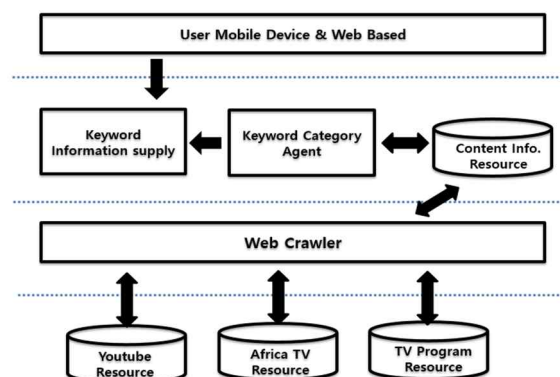 User Mobile Device & Web Based
Keyword
Information supply
Keyword Category
Agent
Content Info.
Resource
Web Crawler
Youtube
Resource
Africa TV
Resource
TV Program
Resource